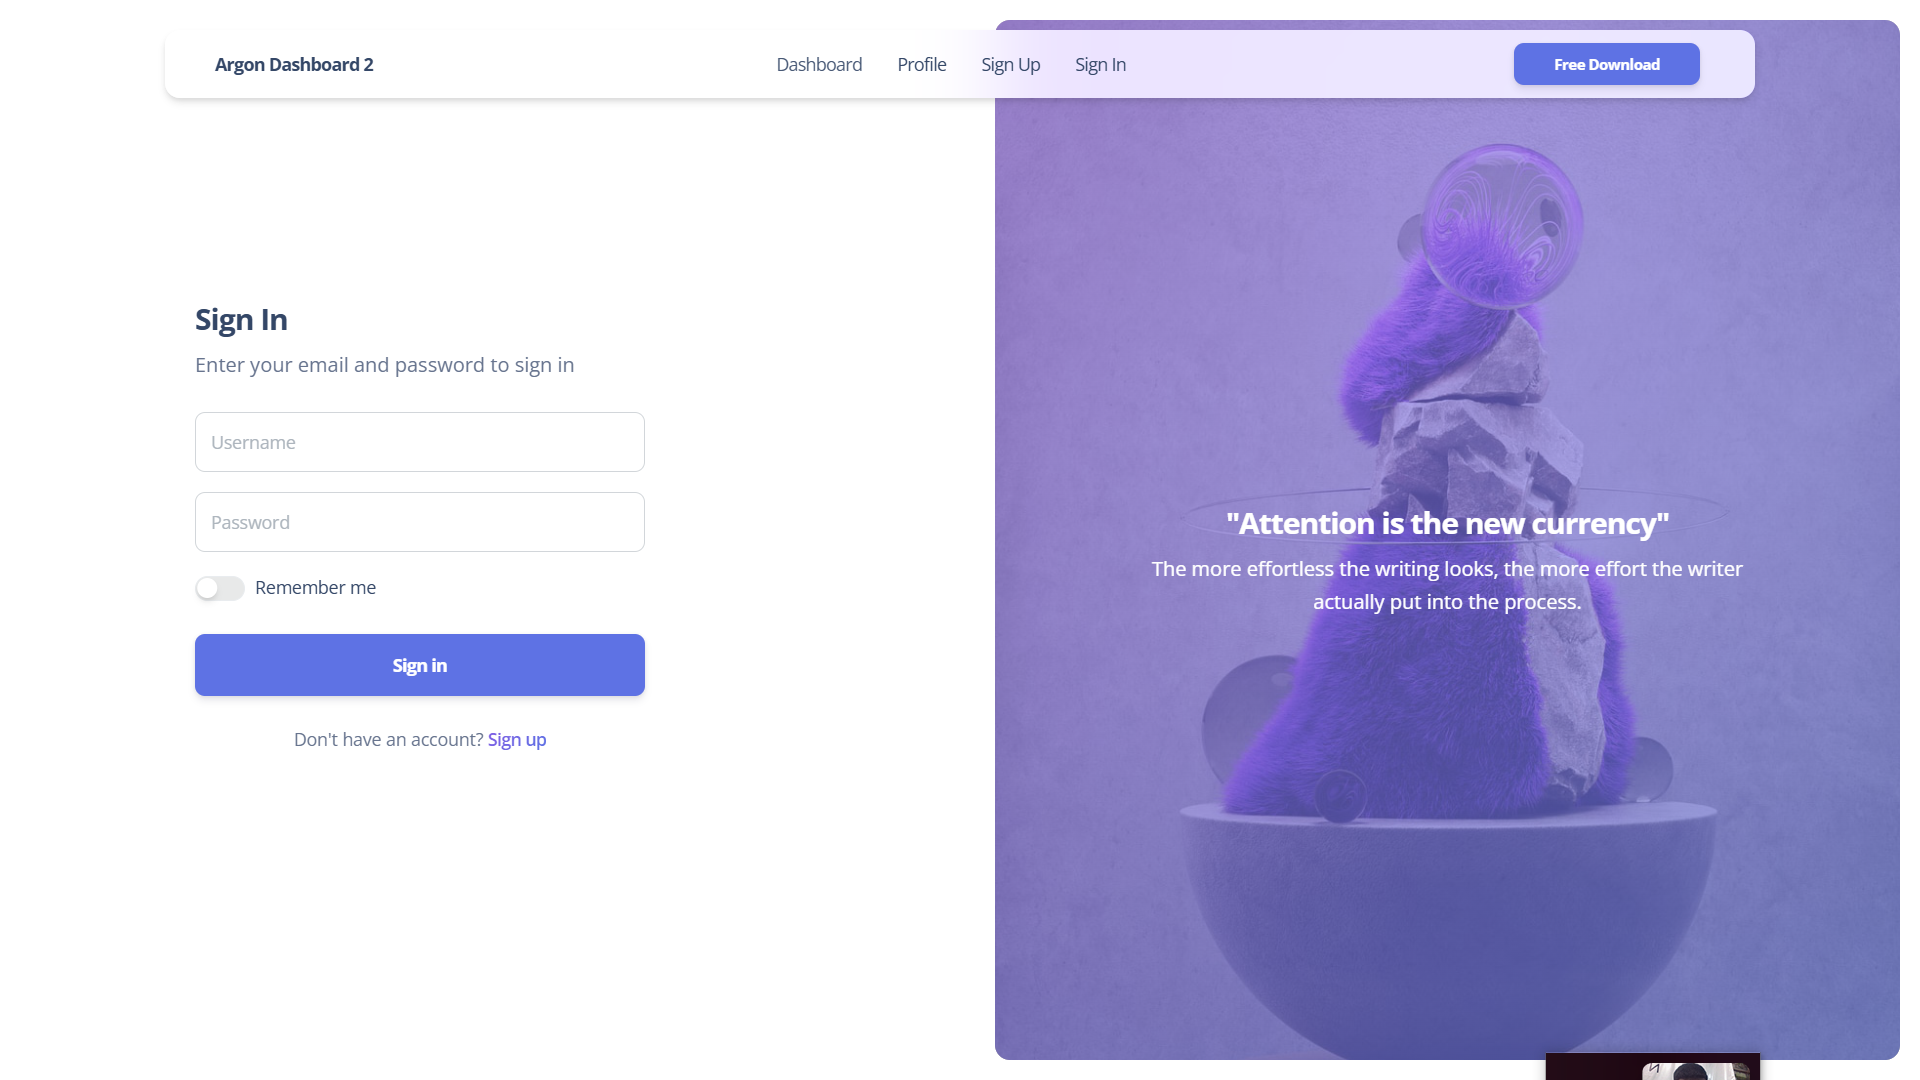 Argon Dashboard 2
Dashboard
Profile
Sign Up
Sign In
Free Download
Sign In
Enter your email and password to sign in
Username
Password
Remember me
Sign in
Don't have an account? Sign up
"Attention is the new currency"
The more effortless the writing looks, the more effort the writer
actually put into the process.